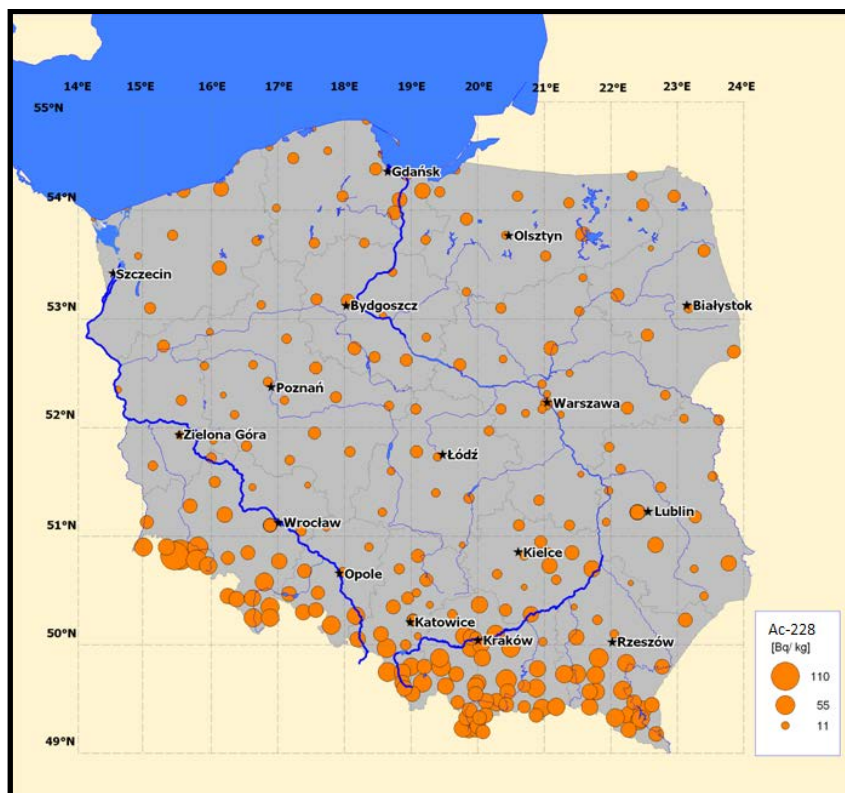 14°E 15°E 16°E 17°E 18°E 19°E 20°E 21°E 22°E 23°E 24°E
55°N
Gdańsk
54°N
Olsztyn
Szczecin
53°N
Bydgoszcz
Białystok
Poznań
52°N
Warszawa
Zielona Góra
Łódź
51°N
Wrocław
Lublin
Kielce
Opole
50°N
Katowice
Kraków
Rzeszów
49°N
Ac-228
[Bq/ kg]
110
55
11